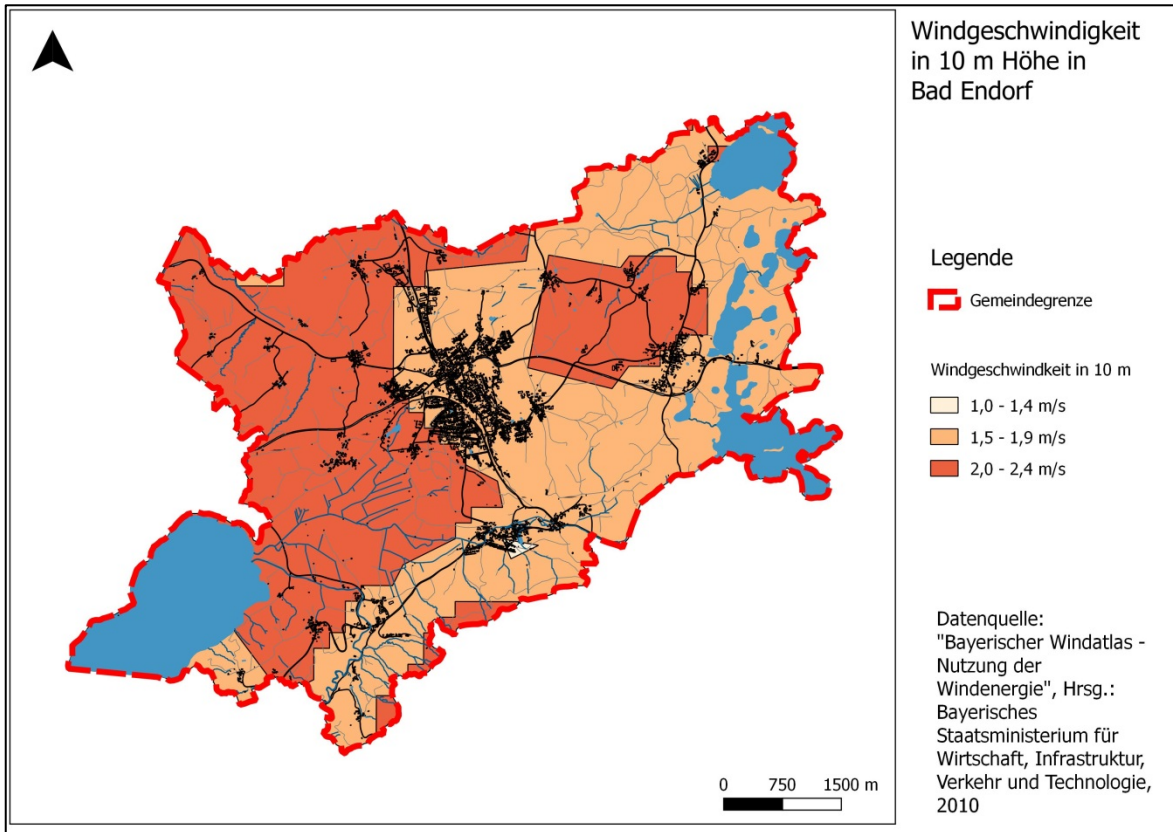 Windgeschwindigkeit
in 10 m Höhe in
Bad Endorf
Legende
Gemeindegrenze
Windgeschwindkeit in 10 m
1,0 - 1,4 m/s
1,5 - 1,9 m/s
2,0 - 2,4 m/s
Datenquelle:
"Bayerischer Windatlas -
Nutzung der
Windenergie", Hrsg.:
Bayerisches
Staatsministerium für
Wirtschaft, Infrastruktur,
Verkehr und Technologie,
2010
0 750 1500 m